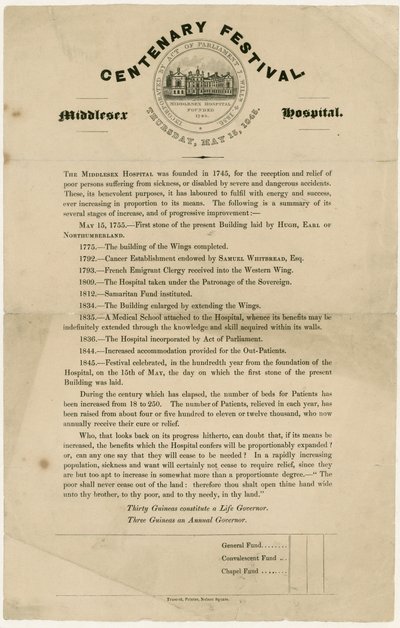 CENTENARY FESTIVAL,
INCORPORATED BY ACT OF PARLIAMENT 7. WILL. 4. 1836.
MIDDLESEX HOSPITAL
FOUNDED
1745.
Middlesex Hospital.
THURSDAY, MAY 15, 1845.
THE MIDDLESEX HOSPITAL was founded in 1745, for the reception and relief of
poor persons suffering from sickness, or disabled by severe and dangerous accidents.
These, its benevolent purposes, it has laboured to fulfil with energy and success,
ever increasing in proportion to its means. The following is a summary of its
several stages of increase, and of progressive improvement:—
MAY 15, 1755.—First stone of the present Building laid by HUGH, EARL OF
NORTHUMBERLAND.
1775.—The building of the Wings completed.
1792.—Cancer Establishment endowed by SAMUEL WHITBREAD, Esq.
1793.—French Emigrant Clergy received into the Western Wing.
1809.—The Hospital taken under the Patronage of the Sovereign.
1812.—Samaritan Fund instituted.
1834.—The Building enlarged by extending the Wings.
1835.—A Medical School attached to the Hospital, whence its benefits may be
indefinitely extended through the knowledge and skill acquired within its walls.
1836.—The Hospital incorporated by Act of Parliament.
1844.—Increased accommodation provided for the Out-Patients.
1845.—Festival celebrated, in the hundredth year from the foundation of the
Hospital, on the 15th of MAY, the day on which the first stone of the present
Building was laid.
During the century which has elapsed, the number of beds for Patients has
been increased from 18 to 250. The number of Patients, relieved in each year, has
been raised from about four or five hundred to eleven or twelve thousand, who now
annually receive their cure or relief.
Who, that looks back on its progress hitherto, can doubt that, if its means be
increased, the benefits which the Hospital confers will be proportionably expanded?
or, can any one say that they will cease to be needed? In a rapidly increasing
population, sickness and want will certainly not cease to require relief, since they
are but too apt to increase in somewhat more than a proportionate degree.—"The
poor shall never cease out of the land: therefore thou shalt open thine hand wide
unto thy brother, to thy poor, and to thy needy, in thy land."
Thirty Guineas constitute a Life Governor.
Three Guineas an Annual Governor.
General Fund........
Convalescent Fund ...
Chapel Fund ........
Printer, Nelson Square.